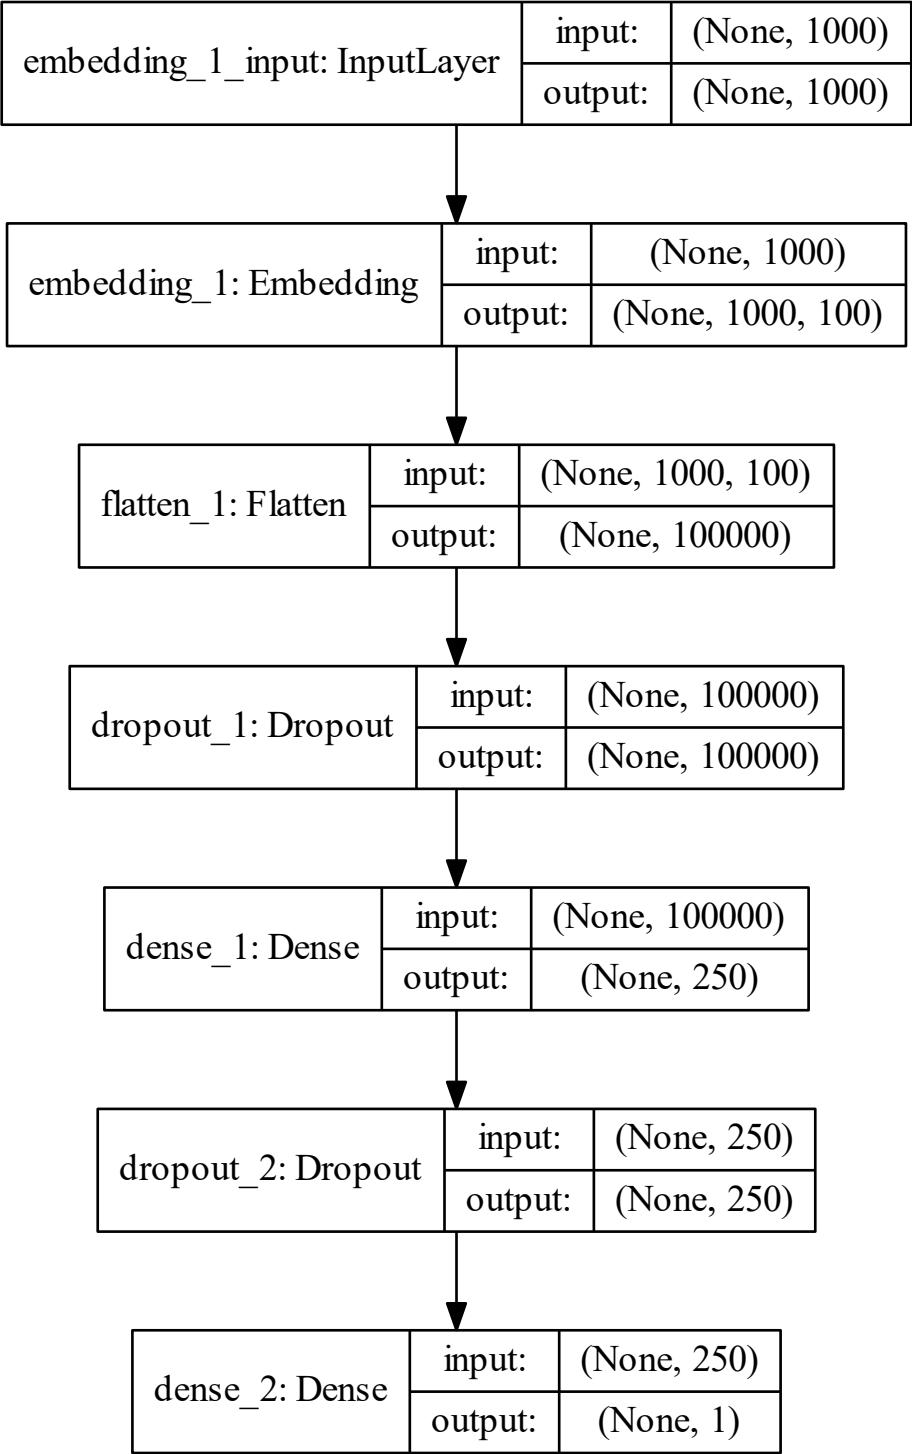 embedding_1_input: InputLayer
input: (None, 1000)
output: (None, 1000)
embedding_1: Embedding
input: (None, 1000)
output: (None, 1000, 100)
flatten_1: Flatten
input: (None, 1000, 100)
output: (None, 100000)
dropout_1: Dropout
input: (None, 100000)
output: (None, 100000)
dense_1: Dense
input: (None, 100000)
output: (None, 250)
dropout_2: Dropout
input: (None, 250)
output: (None, 250)
dense_2: Dense
input: (None, 250)
output: (None, 1)